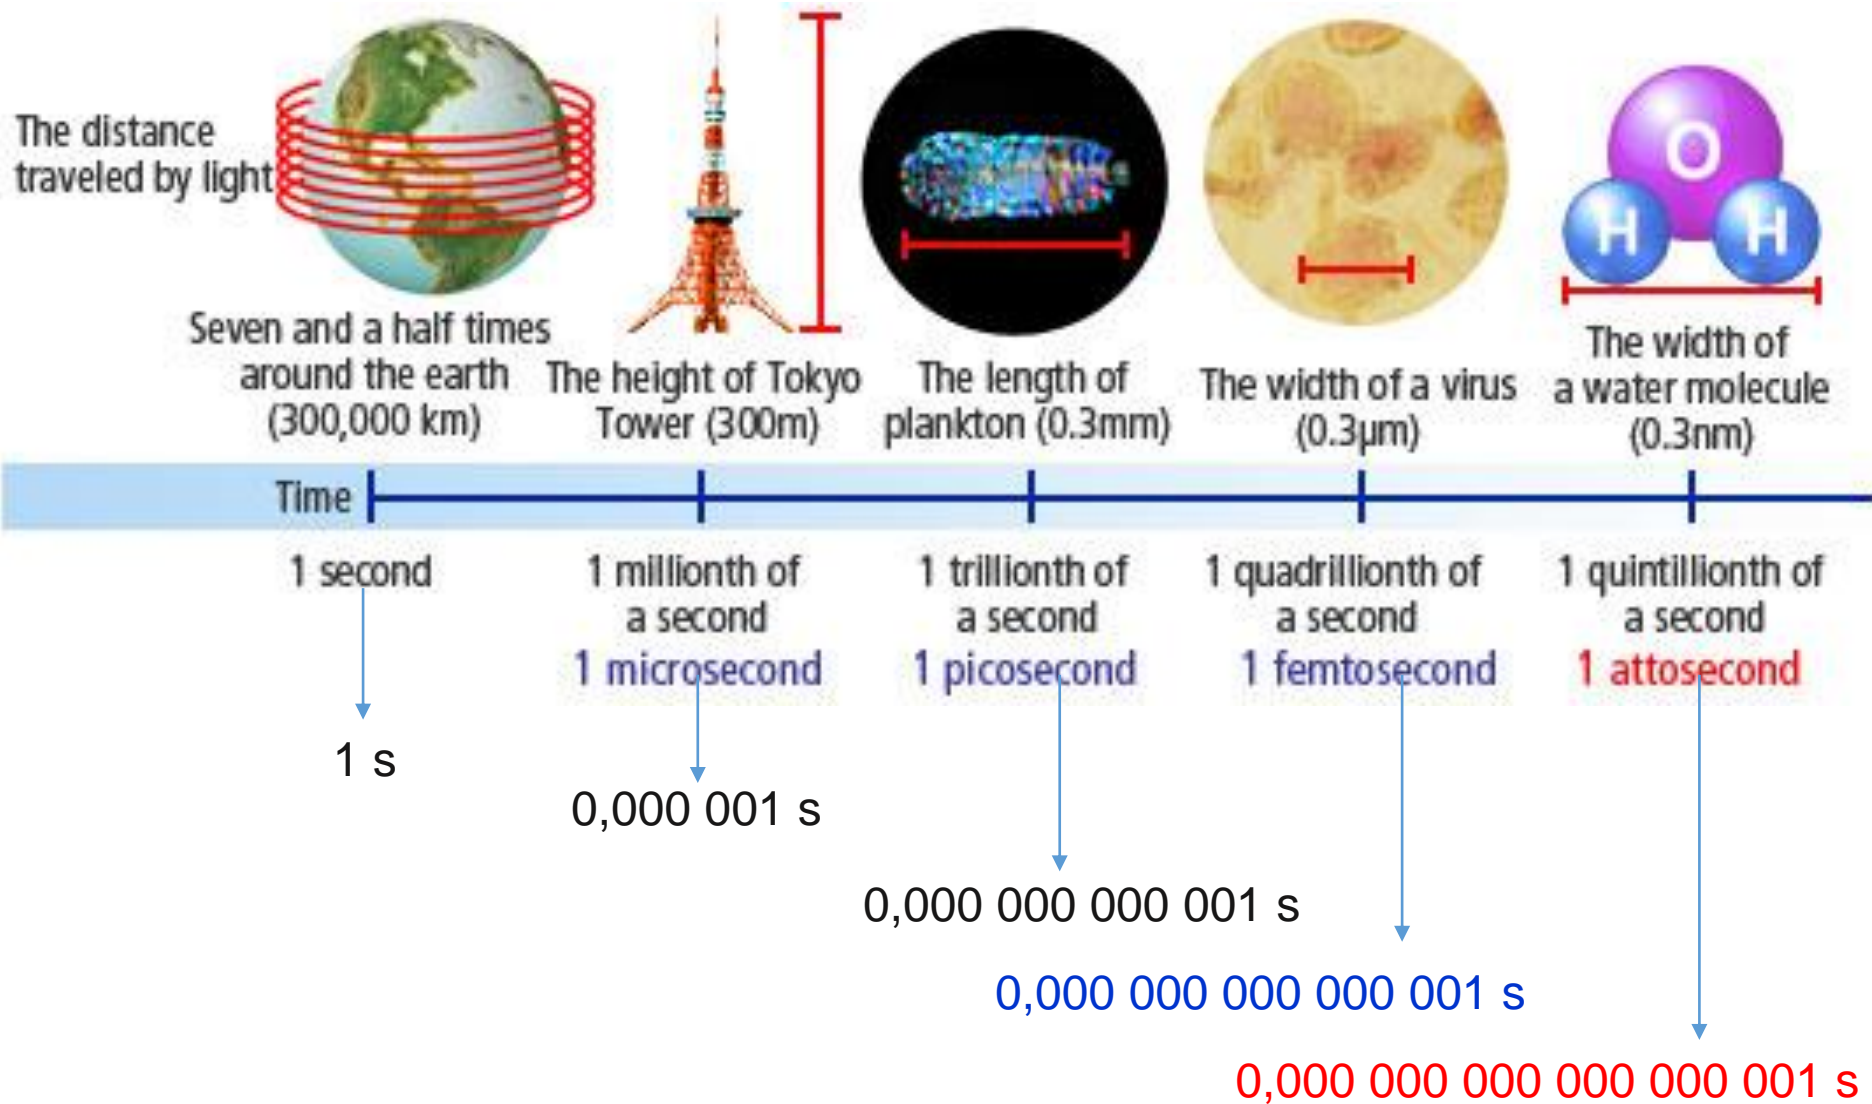 The distance
traveled by light
O
H H
Seven and a half times
around the earth
(300,000 km)
The height of Tokyo
Tower (300m)
The length of
plankton (0.3mm)
The width of a virus
(0.3µm)
The width of
a water molecule
(0.3nm)
Time
1 second
1 millionth of
a second
1 microsecond
1 trillionth of
a second
1 picosecond
1 quadrillionth of
a second
1 femtosecond
1 quintillionth of
a second
1 attosecond
1 s
0,000 001 s
0,000 000 000 001 s
0,000 000 000 000 001 s
0,000 000 000 000 000 001 s